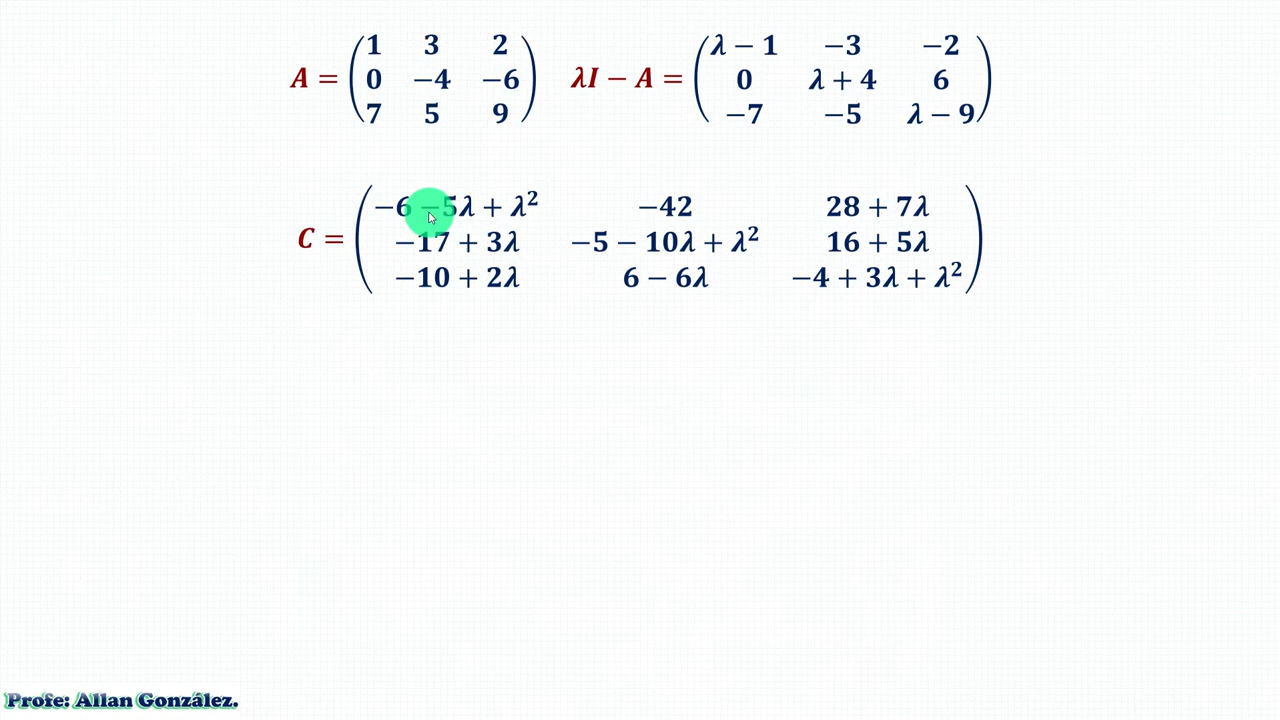 A = (1 3 2
0 −4 −6
7 5 9)
λI − A = (λ − 1 −3 −2
0 λ + 4 6
−7 −5 λ − 9)
C = (−6 −5λ + λ² −42 28 + 7λ
−17 + 3λ −5 − 10λ + λ² 16 + 5λ
−10 + 2λ 6 − 6λ −4 + 3λ + λ²)
Profe: Allan González.